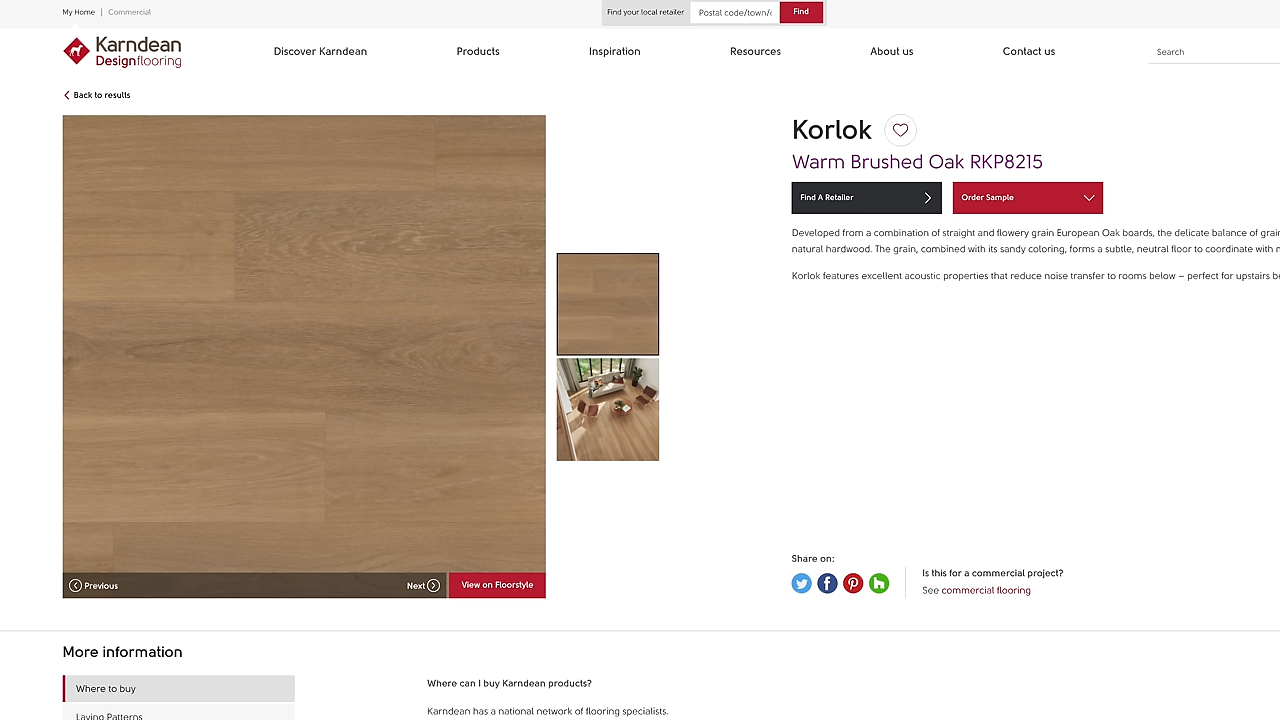 My Home | Commercial
Find your local retailer
Postal code/town/c
Find
Karndean
Designflooring
Discover Karndean
Products
Inspiration
Resources
About us
Contact us
Search
Back to results
Korlok
Warm Brushed Oak RKP8215
Find A Retailer
Order Sample
Developed from a combination of straight and flowery grain European Oak boards, the delicate balance of grain
natural hardwood. The grain, combined with its sandy coloring, forms a subtle, neutral floor to coordinate with
Korlok features excellent acoustic properties that reduce noise transfer to rooms below – perfect for upstairs
Previous
Next
View on Floorstyle
Share on:
Is this for a commercial project?
See commercial flooring
More information
Where to buy
Laying Patterns
Where can I buy Karndean products?
Karndean has a national network of flooring specialists.